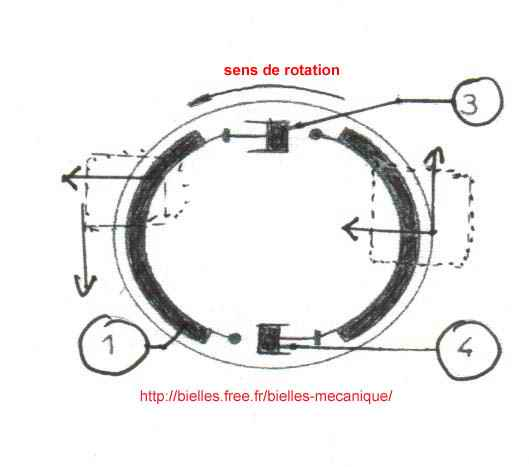 sens de rotation
3
1
4
http://bielles.free.fr/bielles-mecanique/